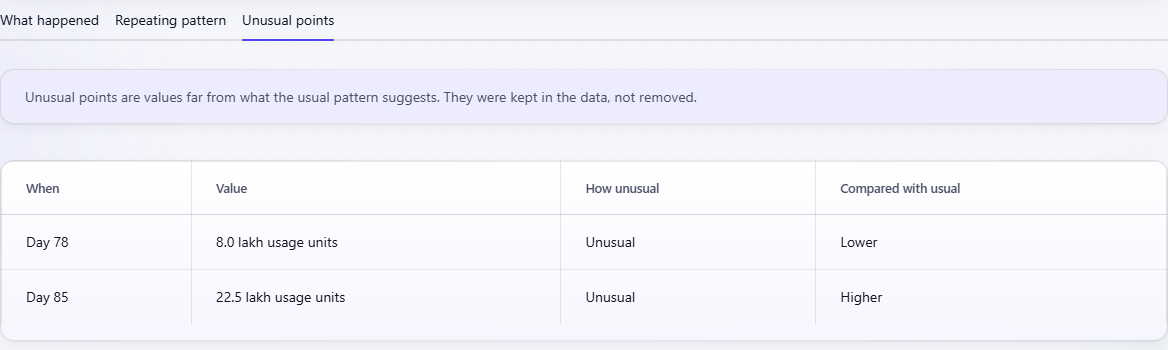 What happened Repeating pattern Unusual points
Unusual points are values far from what the usual pattern suggests. They were kept in the data, not removed.
When Value How unusual Compared with usual
Day 78 8.0 lakh usage units Unusual Lower
Day 85 22.5 lakh usage units Unusual Higher